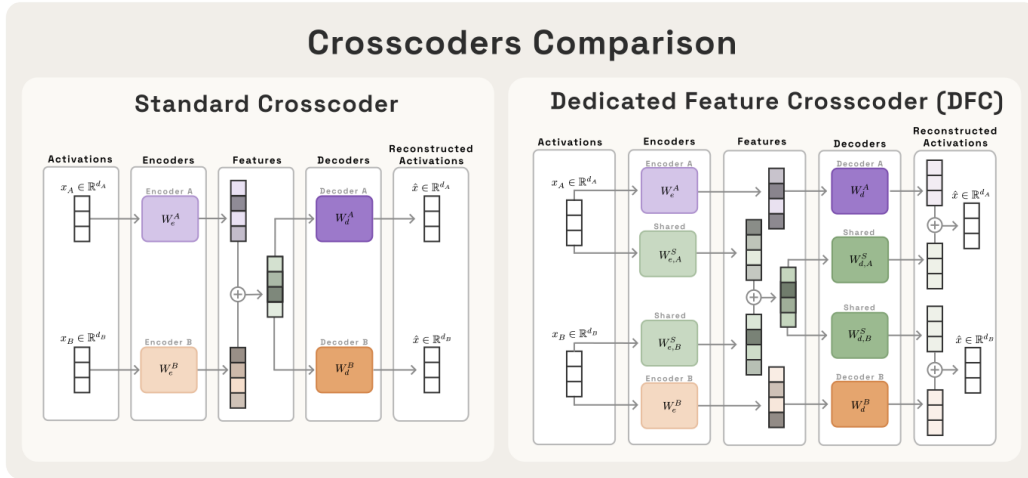 Crosscoders Comparison
Standard Crosscoder
Activations
Encoders
Features
Decoders
Reconstructed
Activations
x_A ∈ ℝ^{d_A}
Encoder A
W_e^A
Decoder A
W_d^A
x̂ ∈ ℝ^{d_A}
+
x_B ∈ ℝ^{d_B}
Encoder B
W_e^B
Decoder B
W_d^B
x̂ ∈ ℝ^{d_B}
Dedicated Feature Crosscoder (DFC)
Activations
Encoders
Features
Decoders
Reconstructed
Activations
x_A ∈ ℝ^{d_A}
Encoder A
W_e^A
Decoder A
W_d^A
x̂ ∈ ℝ^{d_A}
+
Shared
W_{e,A}^S
Shared
W_{d,A}^S
+
x_B ∈ ℝ^{d_B}
Shared
W_{e,B}^S
Shared
W_{d,B}^S
x̂ ∈ ℝ^{d_B}
+
Encoder B
W_e^B
Decoder B
W_d^B